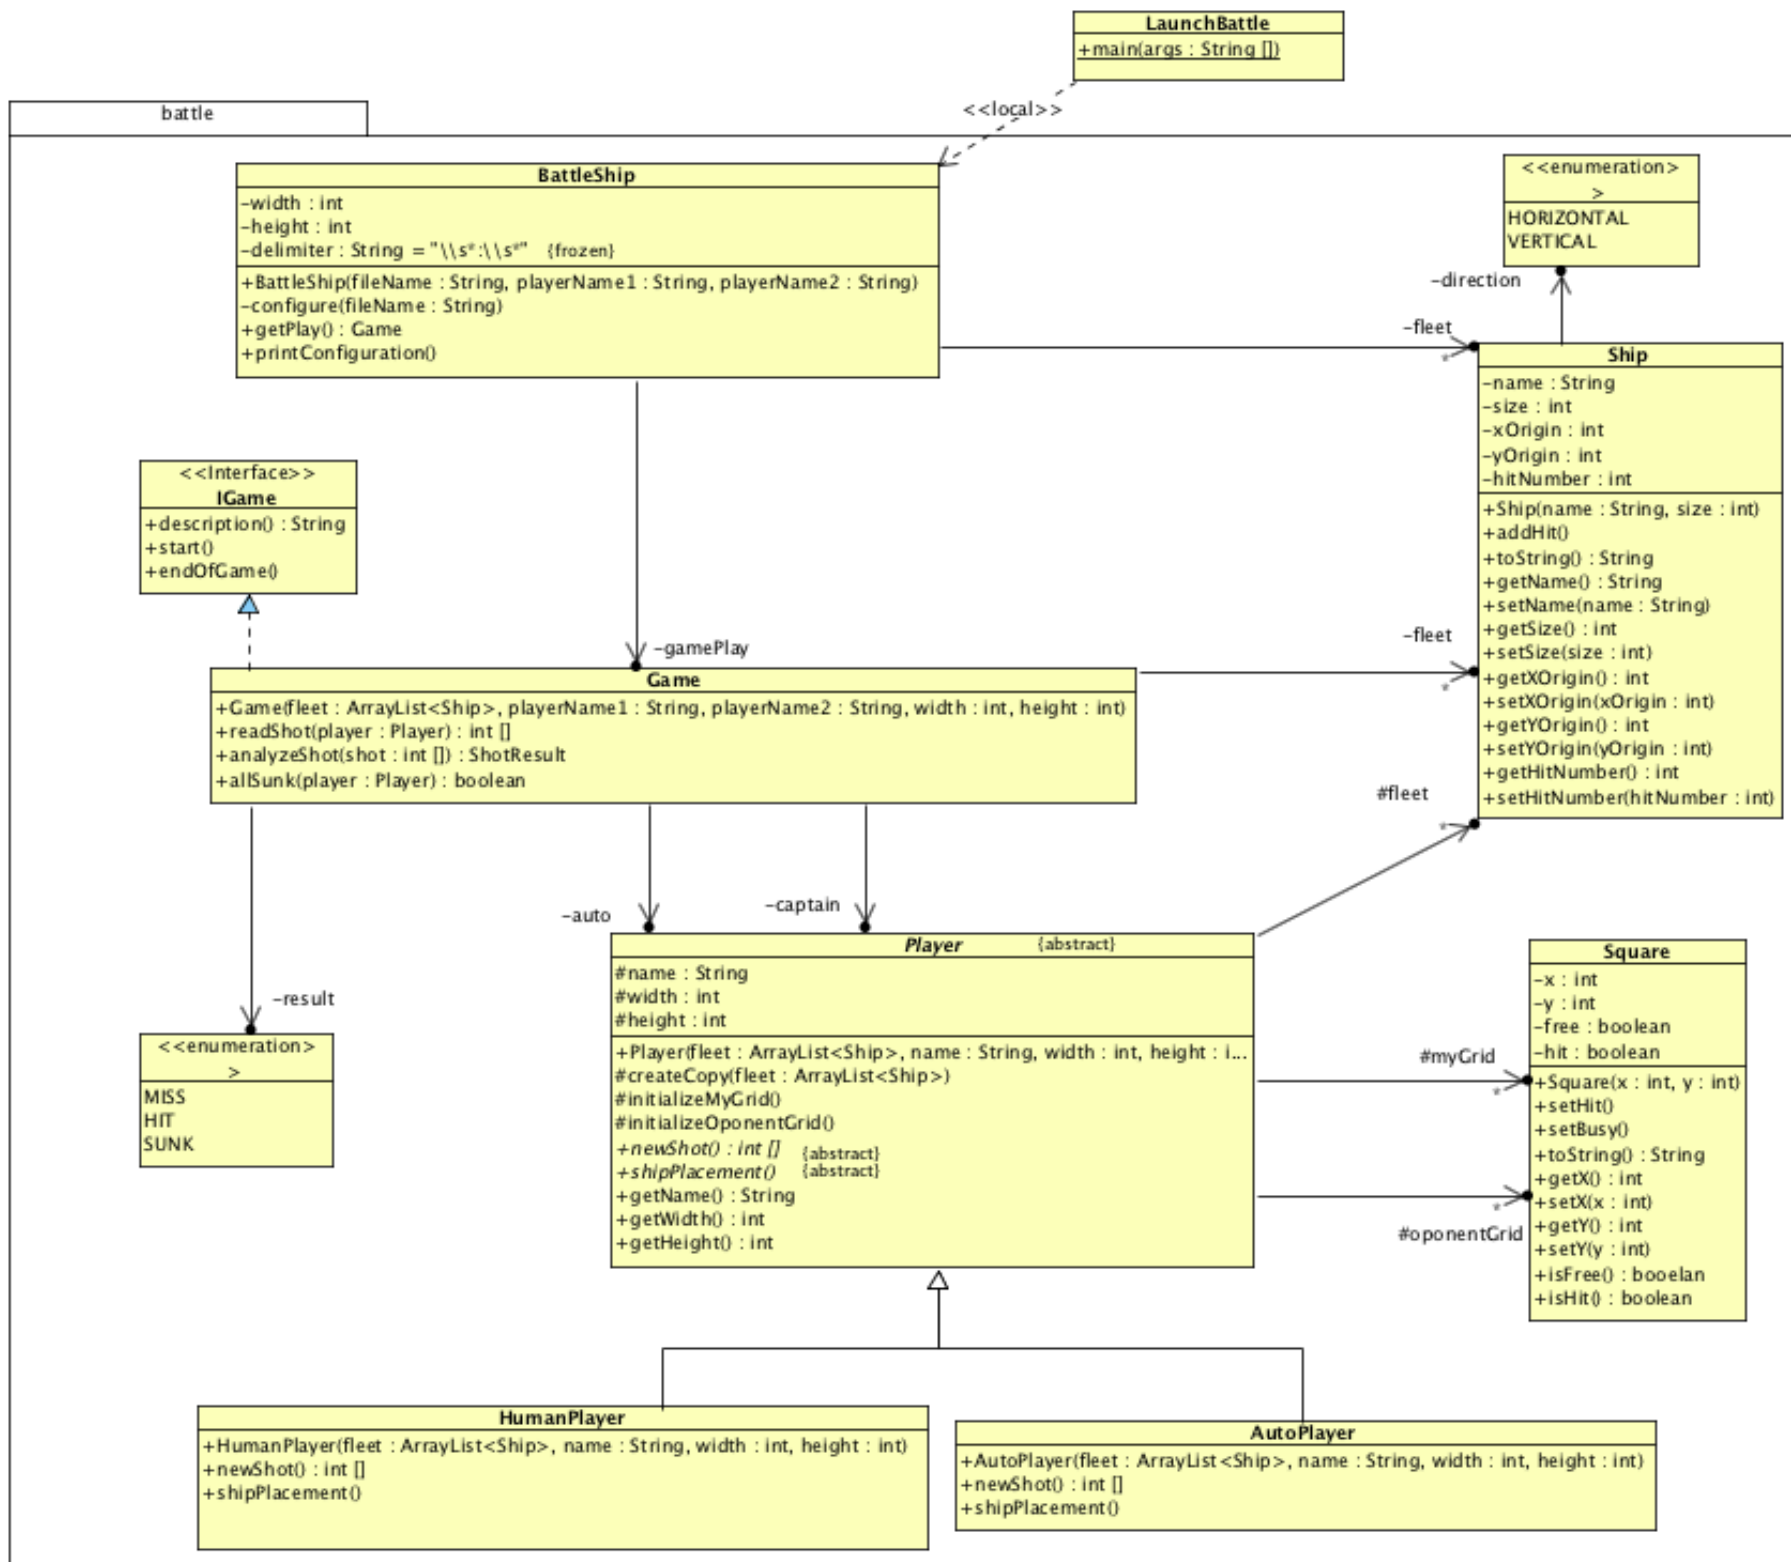 LaunchBattle
+main(args : String [])
<<local>>
battle
BattleShip
-width : int
-height : int
-delimiter : String = "\\s*:\\s*" {frozen}
+BattleShip(fileName : String, playerName1 : String, playerName2 : String)
-configure(fileName : String)
+getPlay() : Game
+printConfiguration()
<<enumeration>
>
HORIZONTAL
VERTICAL
-direction
-fleet
*
Ship
-name : String
-size : int
-xOrigin : int
-yOrigin : int
-hitNumber : int
+Ship(name : String, size : int)
+addHit()
+toString() : String
+getName() : String
+setName(name : String)
+getSize() : int
+setSize(size : int)
+getXOrigin() : int
+setXOrigin(xOrigin : int)
+getYOrigin() : int
+setYOrigin(yOrigin : int)
+getHitNumber() : int
+setHitNumber(hitNumber : int)
<<Interface>>
IGame
+description() : String
+start()
+endOfGame()
-gamePlay
-fleet
*
Game
+Game(fleet : ArrayList<Ship>, playerName1 : String, playerName2 : String, width : int, height : int)
+readShot(player : Player) : int []
+analyzeShot(shot : int []) : ShotResult
+allSunk(player : Player) : boolean
#fleet
*
-auto
-captain
-result
<<enumeration>
>
MISS
HIT
SUNK
Player {abstract}
#name : String
#width : int
#height : int
+Player(fleet : ArrayList<Ship>, name : String, width : int, height : i...
#createCopy(fleet : ArrayList<Ship>)
#initializeMyGrid()
#initializeOponentGrid()
+newShot() : int [] {abstract}
+shipPlacement() {abstract}
+getName() : String
+getWidth() : int
+getHeight() : int
#myGrid
*
*
#oponentGrid
Square
-x : int
-y : int
-free : boolean
-hit : boolean
+Square(x : int, y : int)
+setHit()
+setBusy()
+toString() : String
+getX() : int
+setX(x : int)
+getY() : int
+setY(y : int)
+isFree() : booelan
+isHit() : boolean
HumanPlayer
+HumanPlayer(fleet : ArrayList<Ship>, name : String, width : int, height : int)
+newShot() : int []
+shipPlacement()
AutoPlayer
+AutoPlayer(fleet : ArrayList<Ship>, name : String, width : int, height : int)
+newShot() : int []
+shipPlacement()